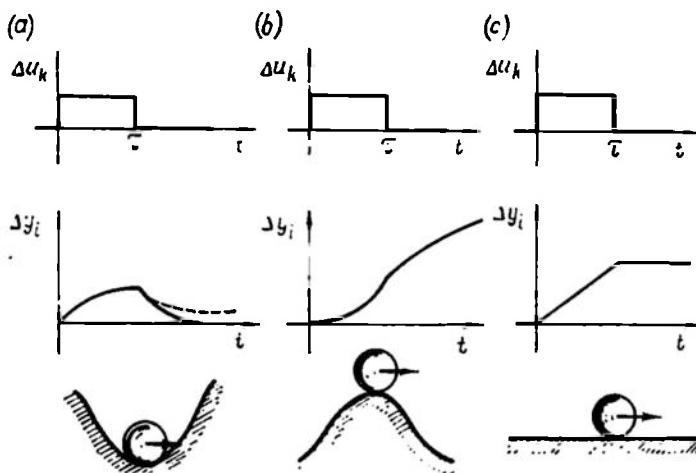 (a) (b) (c)
Δu_k Δu_k Δu_k
τ t τ t τ t
Δy_i Δy_i Δy_i
t t t